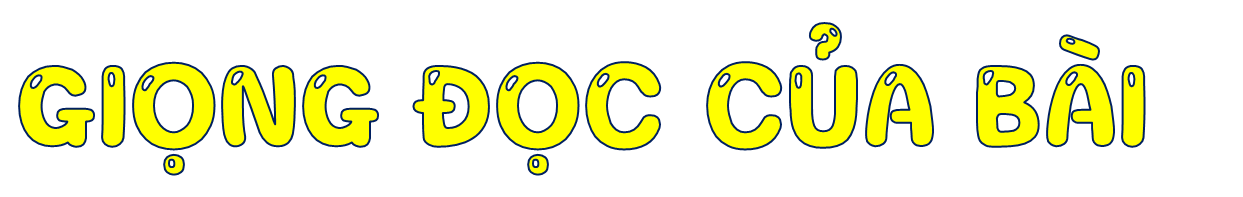 GIỌNG ĐỌC CỦA BÀI